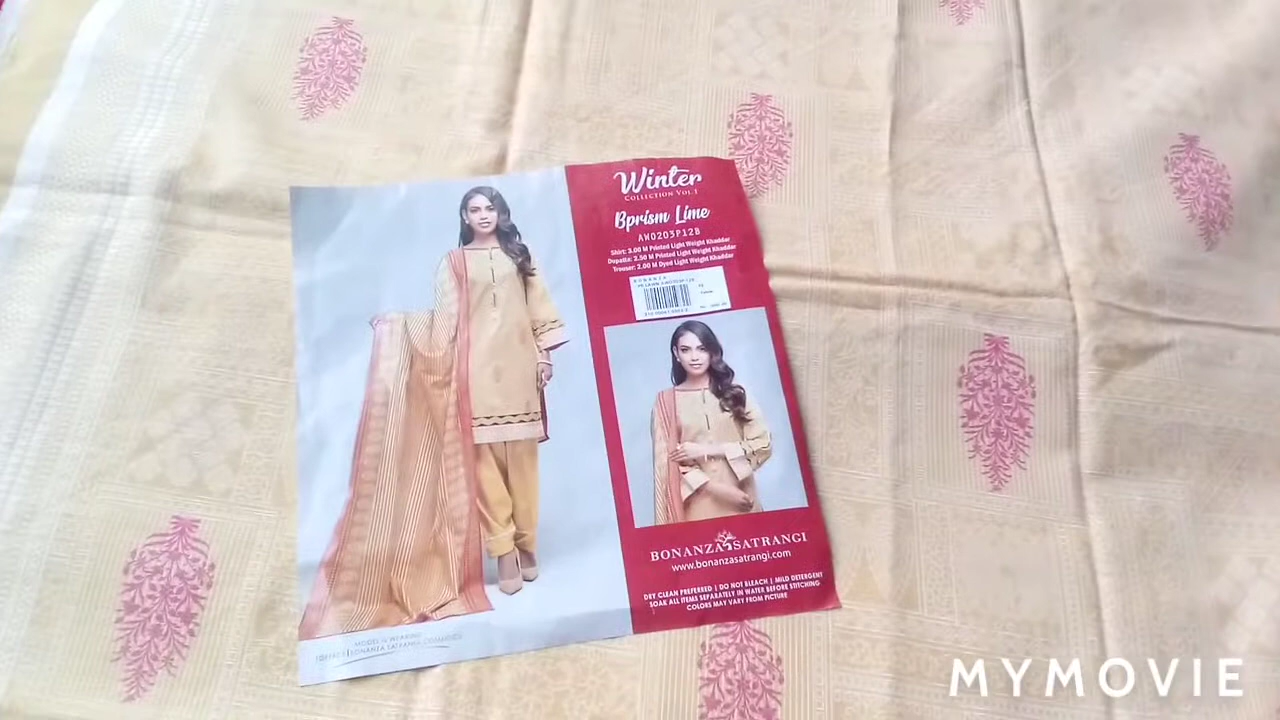 Winter
COLLECTION VOL.1
Bprism Lime
AWO203P12B
Shirt: 3.00 M Printed Light Weight Khaddar
Dupatta: 2.50 M Printed Light Weight Khaddar
Trouser: 2.00 M Dyed Light Weight Khaddar
BONANZA
BONANZA SATRANGI
www.bonanzasatrangi.com
DRY CLEAN PREFERRED | DO NOT BLEACH | MILD DETERGENT
SOAK ALL ITEMS SEPARATELY IN WATER BEFORE STITCHING
COLORS MAY VARY FROM PICTURE
MODEL IS WEARING
BONANZA SATRANGI
MYMOVIE